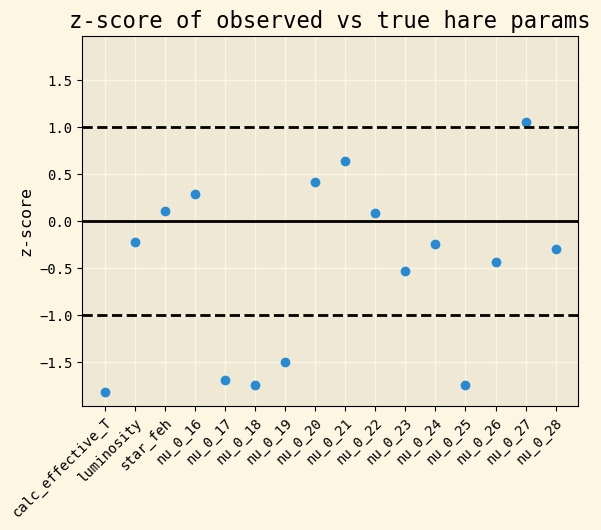 z-score of observed vs true hare params
z-score
1.5
1.0
0.5
0.0
−0.5
−1.0
−1.5
calc_effective_T
luminosity
star_feh
nu_0_16
nu_0_17
nu_0_18
nu_0_19
nu_0_20
nu_0_21
nu_0_22
nu_0_23
nu_0_24
nu_0_25
nu_0_26
nu_0_27
nu_0_28